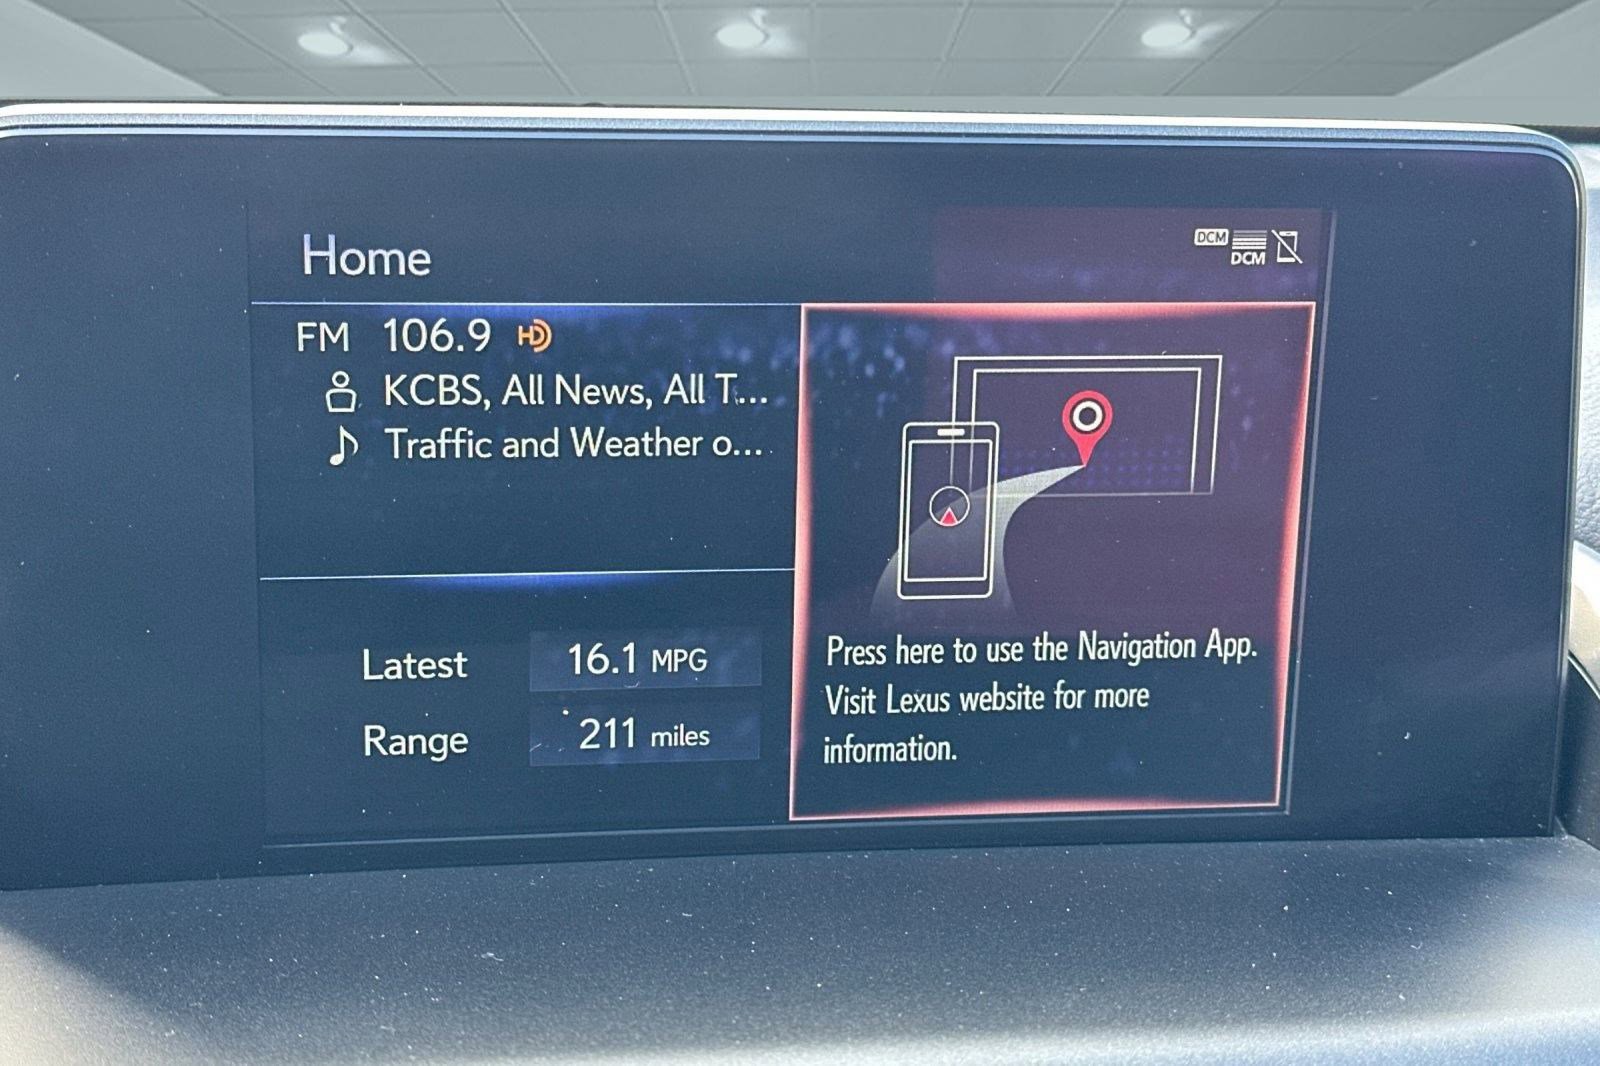 Home
DCM
DCM
FM 106.9 HD
KCBS, All News, All T...
Traffic and Weather o...
Latest 16.1 MPG
Range 211 miles
Press here to use the Navigation App.
Visit Lexus website for more
information.